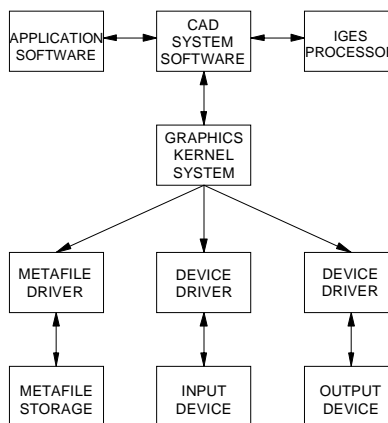 APPLICATION
SOFTWARE
CAD
SYSTEM
SOFTWARE
IGES
PROCESSOR
GRAPHICS
KERNEL
SYSTEM
METAFILE
DRIVER
DEVICE
DRIVER
DEVICE
DRIVER
METAFILE
STORAGE
INPUT
DEVICE
OUTPUT
DEVICE